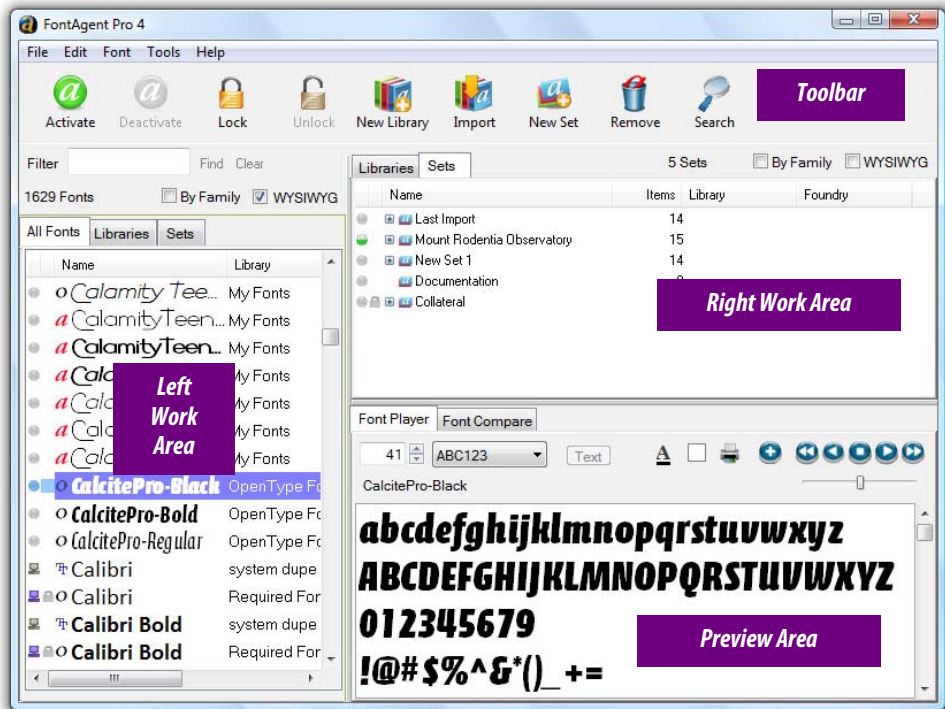 FontAgent Pro 4
File Edit Font Tools Help
Activate Deactivate Lock Unlock New Library Import New Set Remove Search
Toolbar
Filter Find Clear
1629 Fonts By Family WYSIWYG
All Fonts Libraries Sets
Name Library
Calamity Tee... My Fonts
CalamityTeen... My Fonts
CalamityTeen... My Fonts
My Fonts
My Fonts
My Fonts
My Fonts
Left
Work
Area
CalcitePro-Black OpenType Fo
CalcitePro-Bold OpenType Fo
CalcitePro-Regular OpenType Fo
Calibri system dupe
Calibri Required For
Calibri Bold system dupe
Calibri Bold Required For
Libraries Sets 5 Sets By Family WYSIWYG
Name Items Library Foundry
Last Import 14
Mount Rodentia Observatory 15
New Set 1 14
Documentation
Collateral
Right Work Area
Font Player Font Compare
41 ABC123 Text A
CalcitePro-Black
abcdefghijklmnopqrstuvwxyz
ABCDEFGHIJKLMNOPQRSTUVWXYZ
012345679
!@#$%^&*()_+=
Preview Area